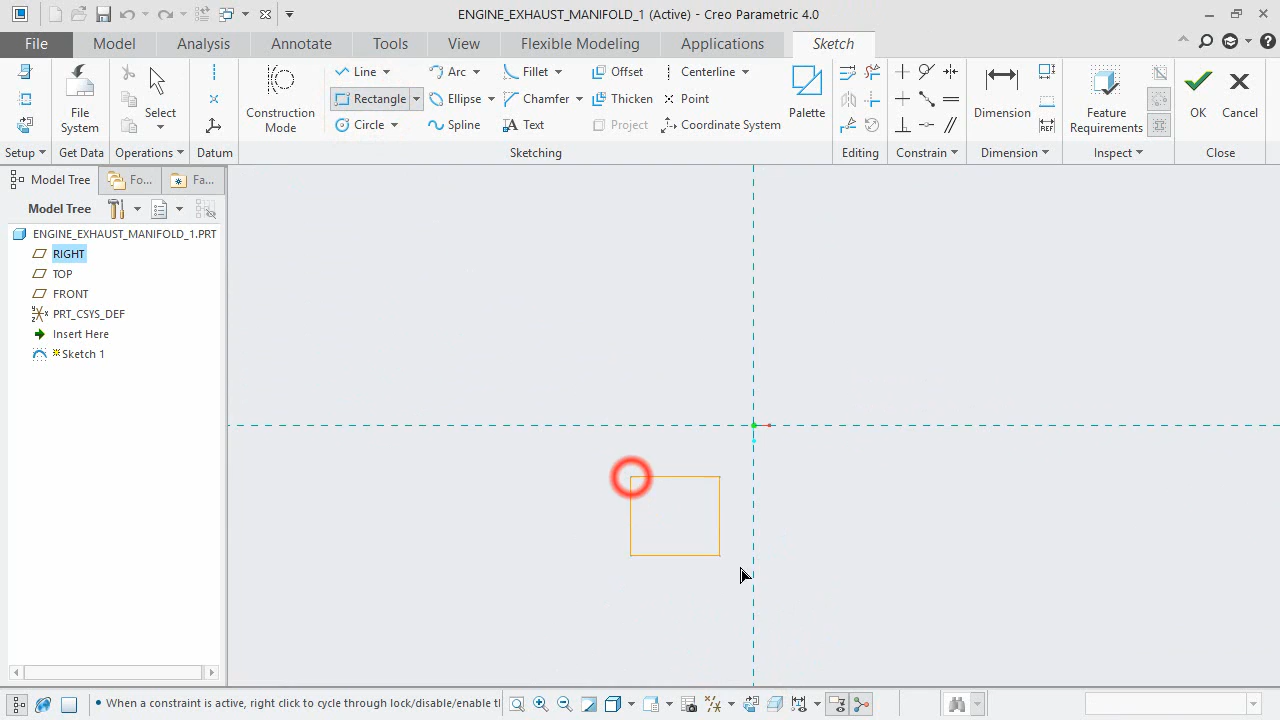 ENGINE_EXHAUST_MANIFOLD_1 (Active) - Creo Parametric 4.0
File Model Analysis Annotate Tools View Flexible Modeling Applications Sketch
Line Arc Fillet Offset Centerline
Rectangle Ellipse Chamfer Thicken Point
Circle Spline Text Project Coordinate System
File System
Select
Construction Mode
Palette
Dimension
REF
Feature Requirements
OK
Cancel
Setup Get Data Operations Datum Sketching Editing Constrain Dimension Inspect Close
Model Tree Fo... Fa...
Model Tree
ENGINE_EXHAUST_MANIFOLD_1.PRT
RIGHT
TOP
FRONT
PRT_CSYS_DEF
Insert Here
Sketch 1
• When a constraint is active, right click to cycle through lock/disable/enable